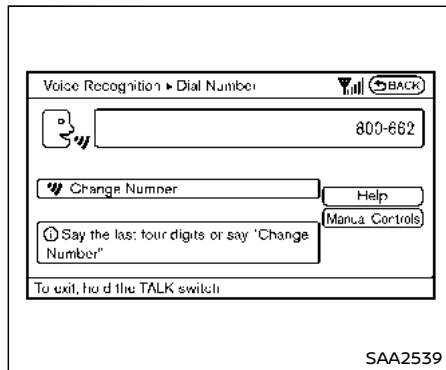 Voice Recognition ▸ Dial Number
BACK
800-662
Change Number
Help
Manual Controls
Say the last four digits or say "Change
Number"
To exit, hold the TALK switch
SAA2539